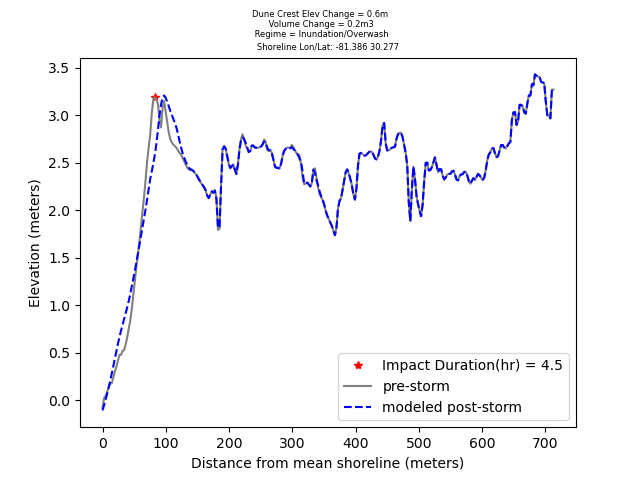 Dune Crest Elev Change = 0.6m
Volume Change = 0.2m3
Regime = Inundation/Overwash
Shoreline Lon/Lat: -81.386 30.277
3.5
3.0
2.5
2.0
1.5
1.0
0.5
0.0
Elevation (meters)
Impact Duration(hr) = 4.5
pre-storm
modeled post-storm
0 100 200 300 400 500 600 700
Distance from mean shoreline (meters)